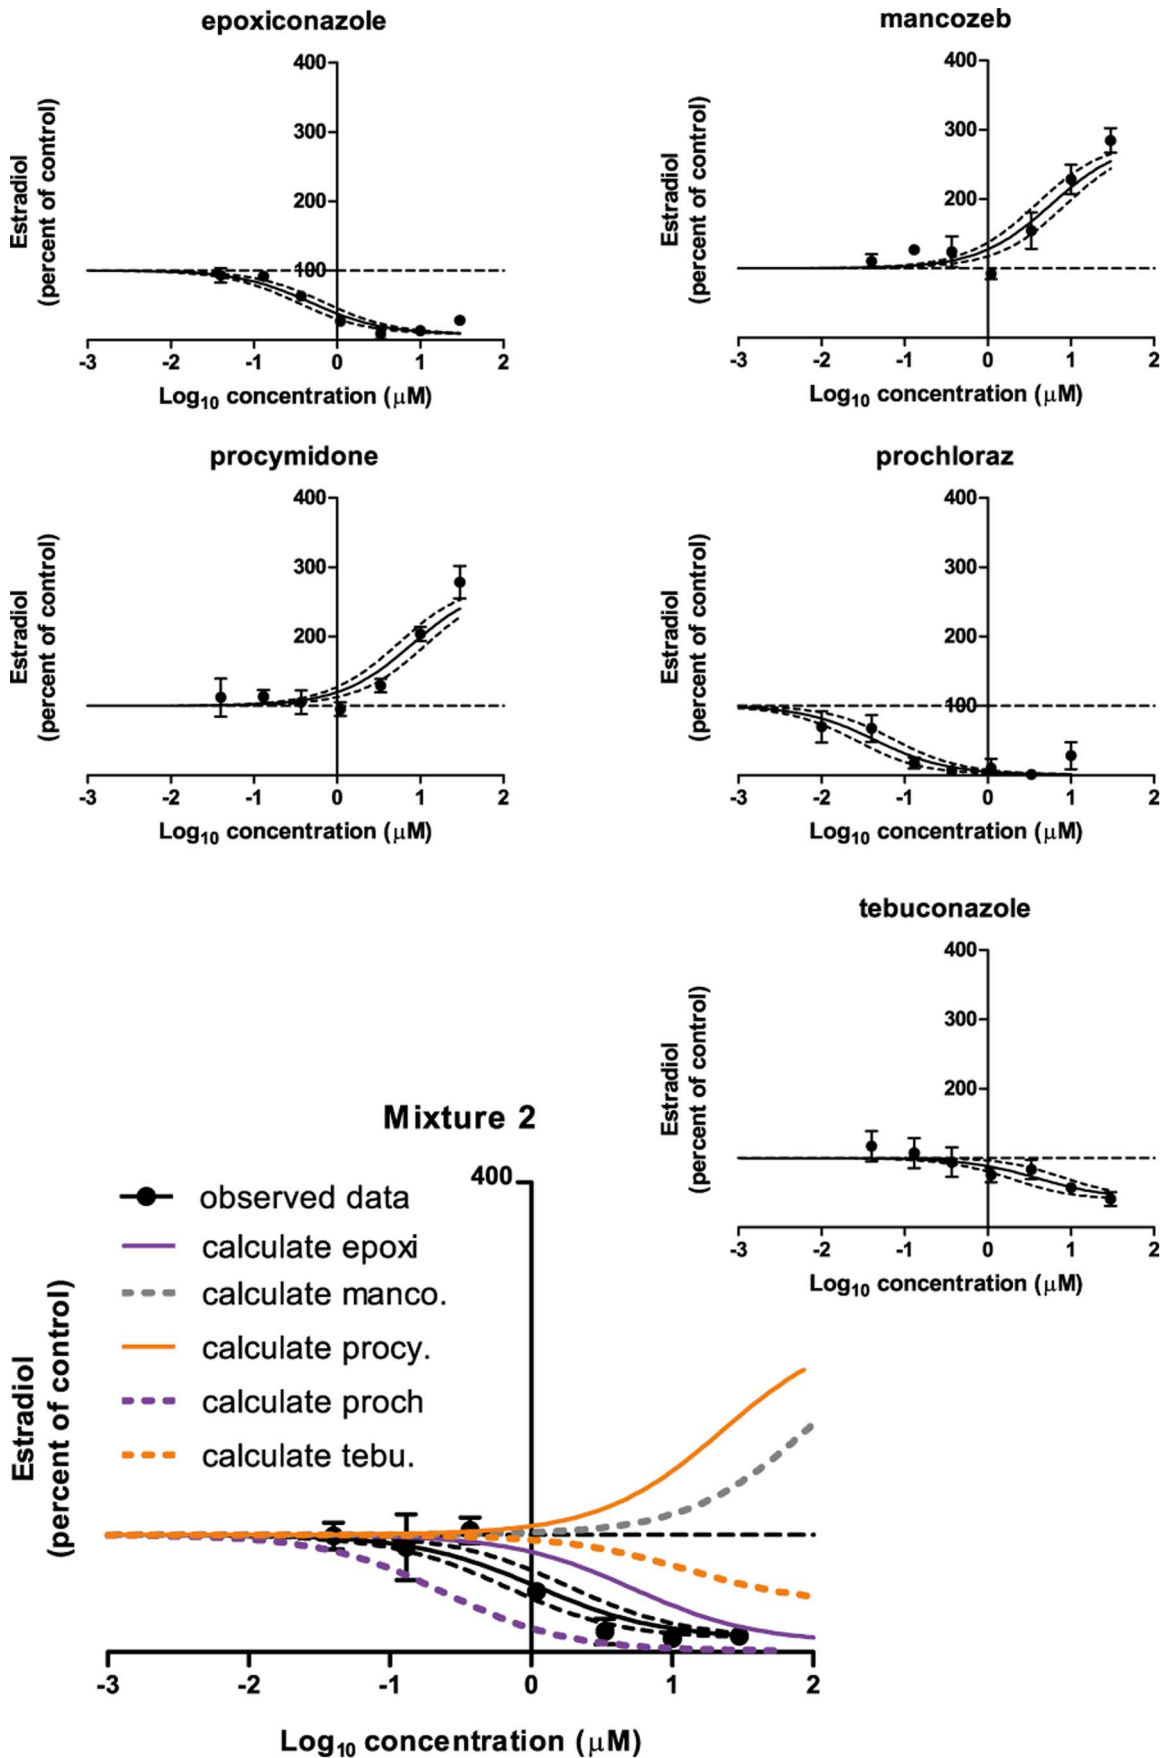 epoxiconazole
400
300
200
100
-3 -2 -1 0 1 2
Estradiol
(percent of control)
Log10 concentration (μM)
mancozeb
400
300
200
-3 -2 -1 0 1 2
Estradiol
(percent of control)
Log10 concentration (μM)
procymidone
400
300
200
-3 -2 -1 0 1 2
Estradiol
(percent of control)
Log10 concentration (μM)
prochloraz
400
300
200
100
-3 -2 -1 0 1 2
Estradiol
(percent of control)
Log10 concentration (μM)
tebuconazole
400
300
200
-3 -2 -1 0 1 2
Estradiol
(percent of control)
Log10 concentration (μM)
Mixture 2
400
observed data
calculate epoxi
calculate manco.
calculate procy.
calculate proch
calculate tebu.
Estradiol
(percent of control)
-3 -2 -1 0 1 2
Log10 concentration (μM)